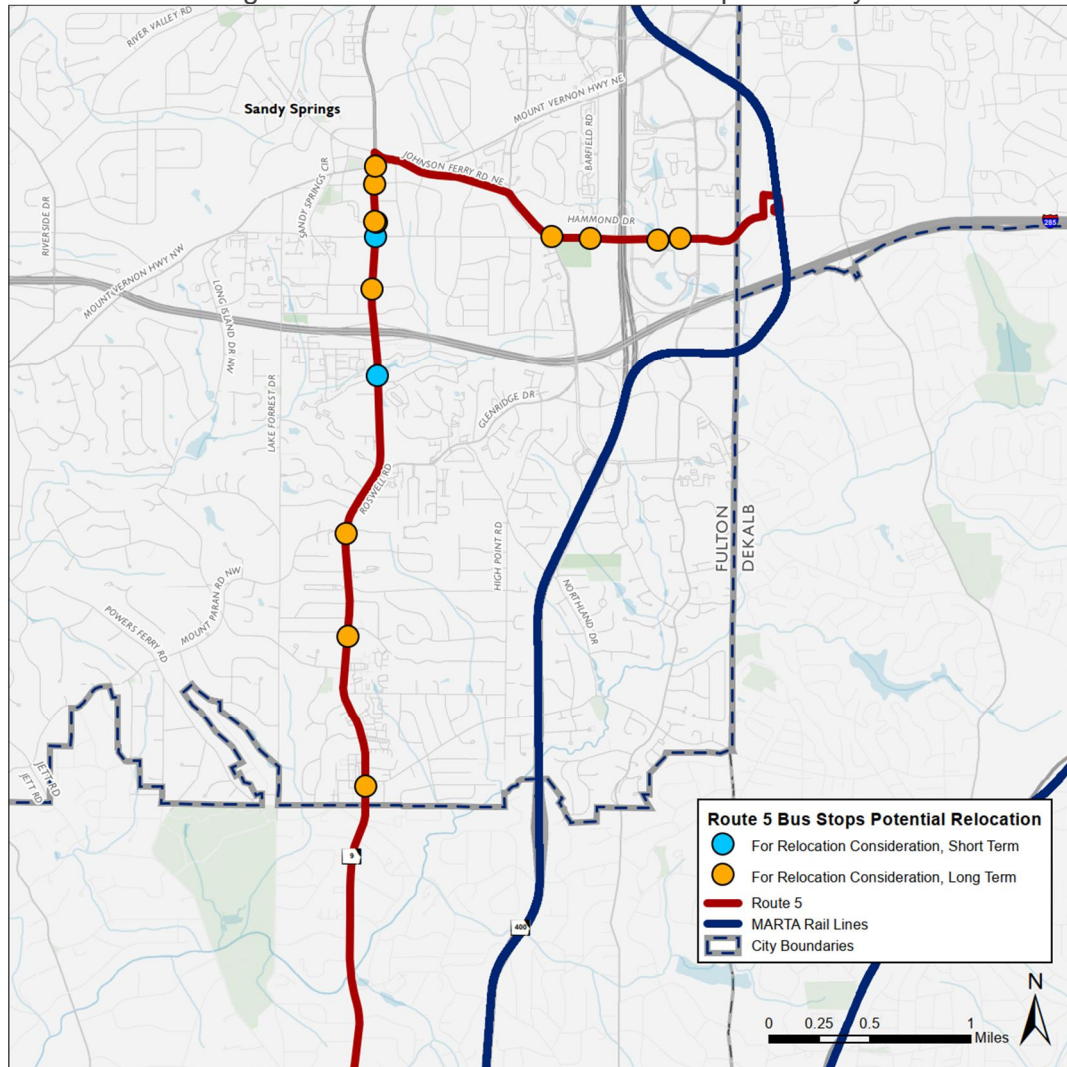 RIVER VALLEY RD
Sandy Springs
MOUNT VERNON HWY NE
BARFIELD RD
JOHNSON FERRY RD NE
SANDY SPRINGS CIR
RIVERSIDE DR
HAMMOND DR
285
MOUNT VERNON HWY NW
LONG ISLAND DR NW
LAKE FORREST DR
GLENRIDGE DR
ROSWELL RD
HIGH POINT RD
FULTON
DEKALB
NORTHLAND DR
MOUNT PARAN RD NW
POWERS FERRY RD
JETT RD
JETT RD
9
400
Route 5 Bus Stops Potential Relocation
For Relocation Consideration, Short Term
For Relocation Consideration, Long Term
Route 5
MARTA Rail Lines
City Boundaries
N
0 0.25 0.5 1
Miles